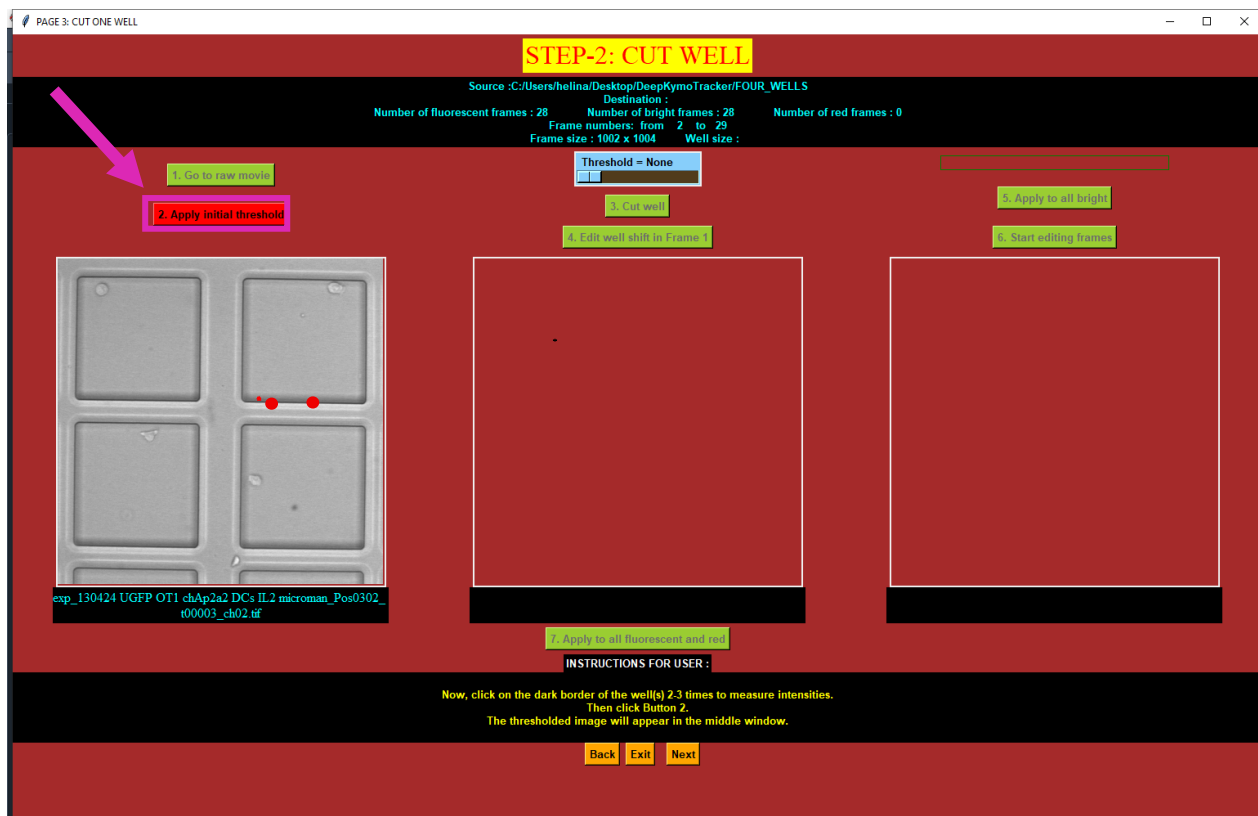 PAGE 3: CUT ONE WELL
STEP-2: CUT WELL
Source :C:/Users/helina/Desktop/DeepKymoTracker/FOUR_WELLS
Destination :
Number of fluorescent frames : 28 Number of bright frames : 28 Number of red frames : 0
Frame numbers: from 2 to 29
Frame size : 1002 x 1004 Well size :
1. Go to raw movie
2. Apply initial threshold
Threshold = None
3. Cut well
4. Edit well shift in Frame 1
5. Apply to all bright
6. Start editing frames
exp_130424 UGFP OT1 chAp2a2 DCs IL2 microman_Pos0302_
t00003_ch02.tif
7. Apply to all fluorescent and red
INSTRUCTIONS FOR USER :
Now, click on the dark border of the well(s) 2-3 times to measure intensities.
Then click Button 2.
The thresholded image will appear in the middle window.
Back Exit Next